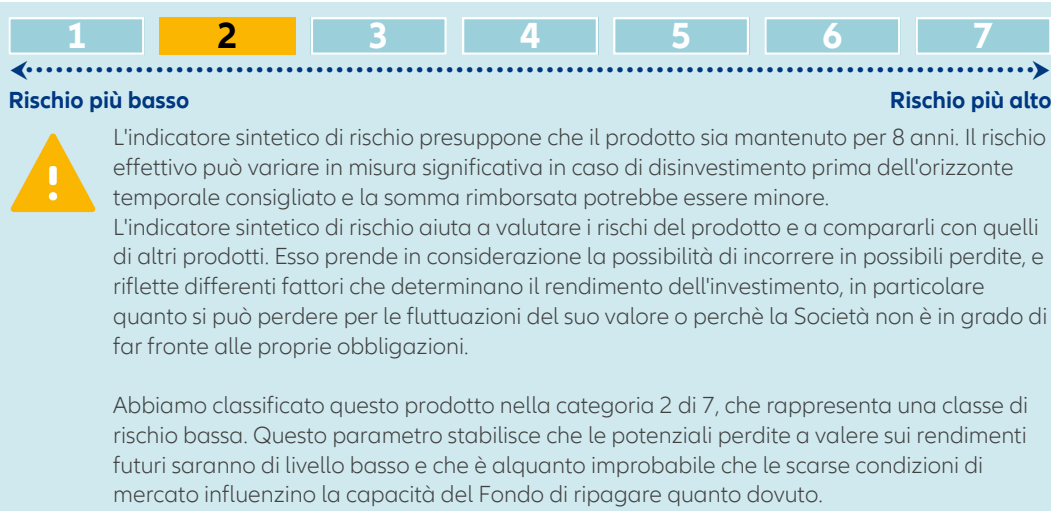 1 2 3 4 5 6 7
Rischio più basso Rischio più alto
L'indicatore sintetico di rischio presuppone che il prodotto sia mantenuto per 8 anni. Il rischio
effettivo può variare in misura significativa in caso di disinvestimento prima dell'orizzonte
temporale consigliato e la somma rimborsata potrebbe essere minore.
L'indicatore sintetico di rischio aiuta a valutare i rischi del prodotto e a compararli con quelli
di altri prodotti. Esso prende in considerazione la possibilità di incorrere in possibili perdite, e
riflette differenti fattori che determinano il rendimento dell'investimento, in particolare
quanto si può perdere per le fluttuazioni del suo valore o perchè la Società non è in grado di
far fronte alle proprie obbligazioni.
Abbiamo classificato questo prodotto nella categoria 2 di 7, che rappresenta una classe di
rischio bassa. Questo parametro stabilisce che le potenziali perdite a valere sui rendimenti
futuri saranno di livello basso e che è alquanto improbabile che le scarse condizioni di
mercato influenzino la capacità del Fondo di ripagare quanto dovuto.